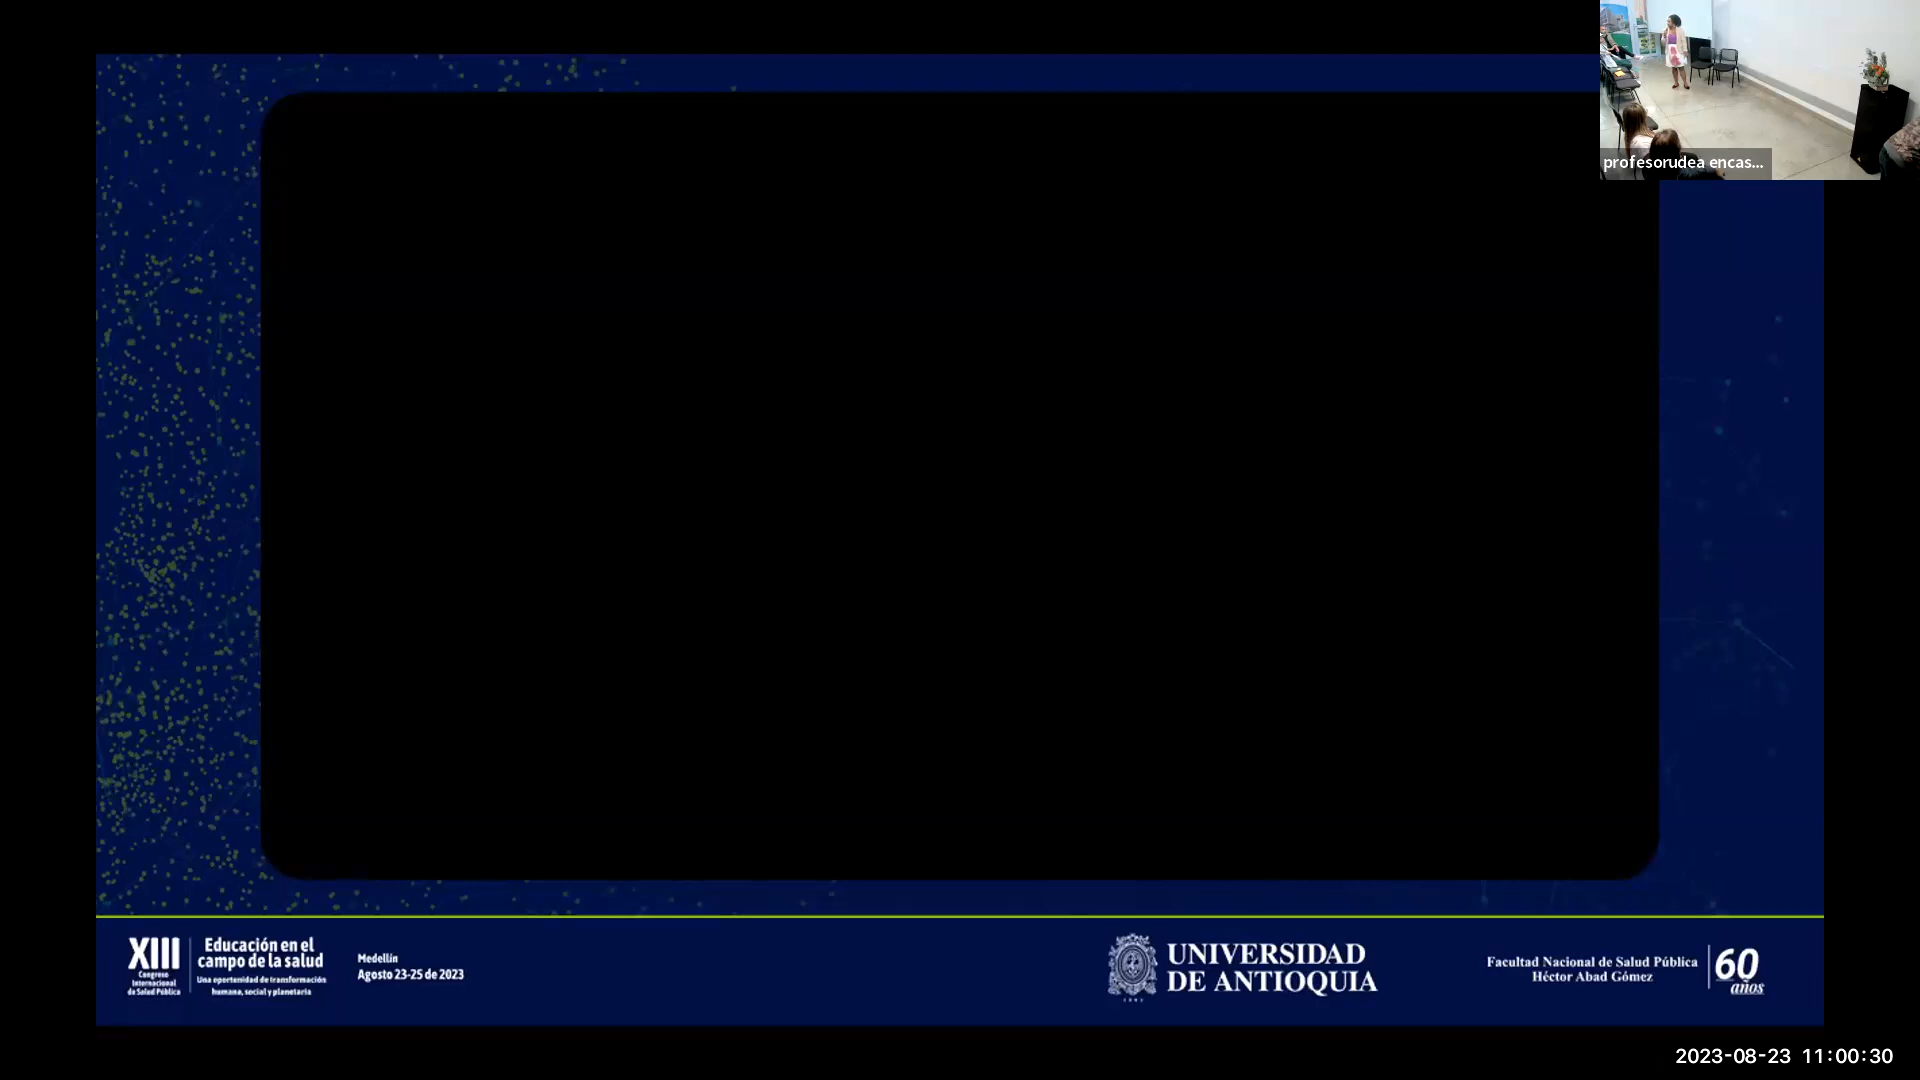 profesorudea encas...
XIII
Congreso
Internacional
de Salud Pública
Educación en el
campo de la salud
Una oportunidad de transformación
humana, social y planetaria
Medellín
Agosto 23-25 de 2023
UNIVERSIDAD
DE ANTIOQUIA
1803
Facultad Nacional de Salud Pública
Héctor Abad Gómez
60
años
2023-08-23 11:00:30